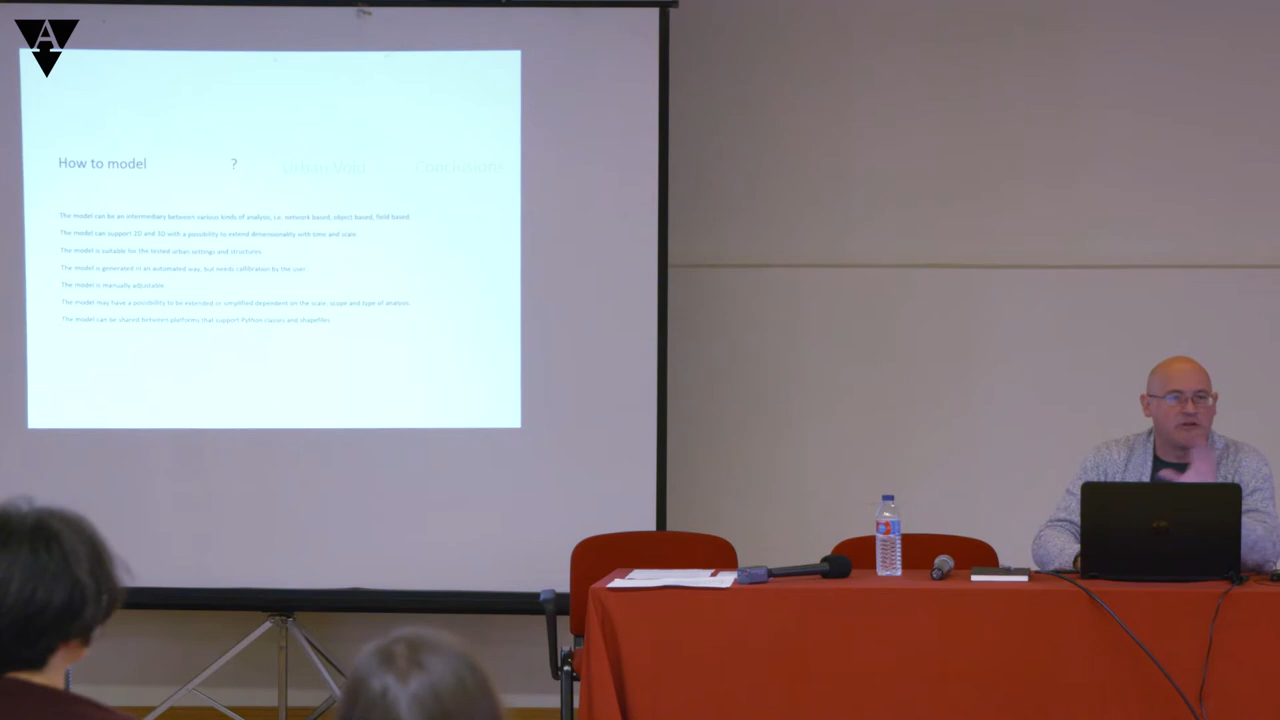 A
How to model ? Urban Void Conclusions
The model can be an intermediary between various kinds of analysis, i.e. network based, object based, field based.
The model can support 2D and 3D with a possibility to extend dimensionality with time and scale.
The model is suitable for the tested urban settings and structures.
The model is generated in an automated way, but needs callibration by the user.
The model is manually adjustable.
The model may have a possibility to be extended or simplified dependent on the scale, scope and type of analysis.
The model can be shared between platforms that support Python classes and shapefiles.